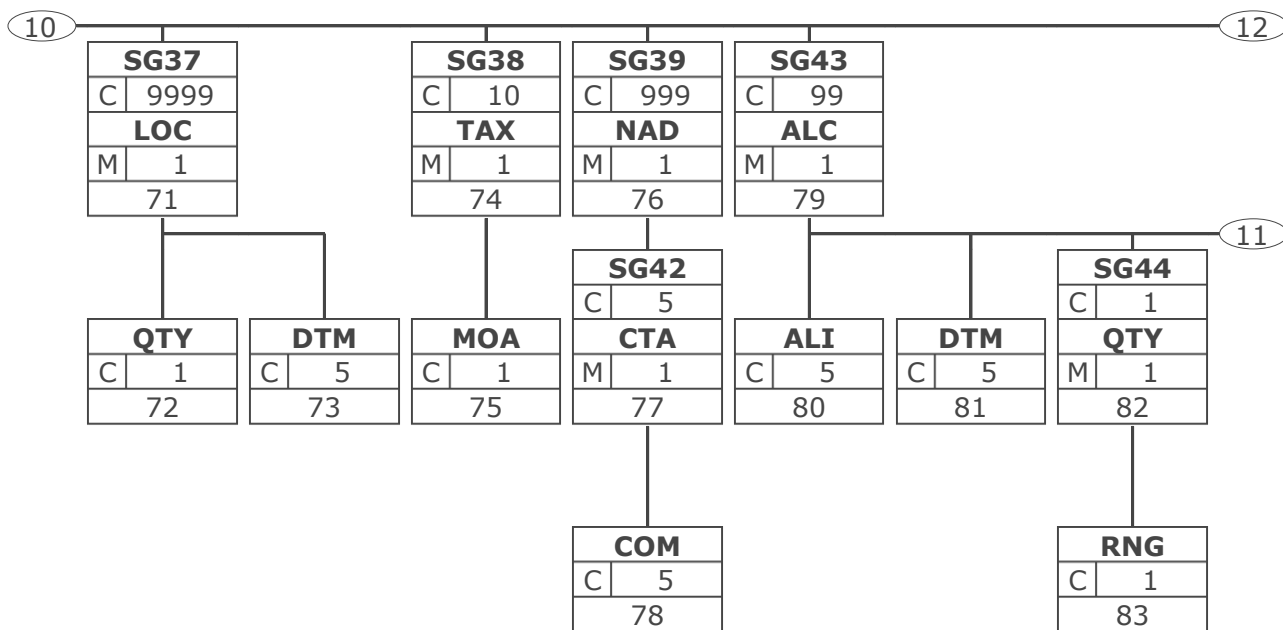 10 12
SG37 SG38 SG39 SG43
C 9999 C 10 C 999 C 99
LOC TAX NAD ALC
M 1 M 1 M 1 M 1
71 74 76 79
11
SG42 SG44
C 5 C 1
QTY DTM MOA CTA ALI DTM QTY
C 1 C 5 C 1 M 1 C 5 C 5 M 1
72 73 75 77 80 81 82
COM RNG
C 5 C 1
78 83